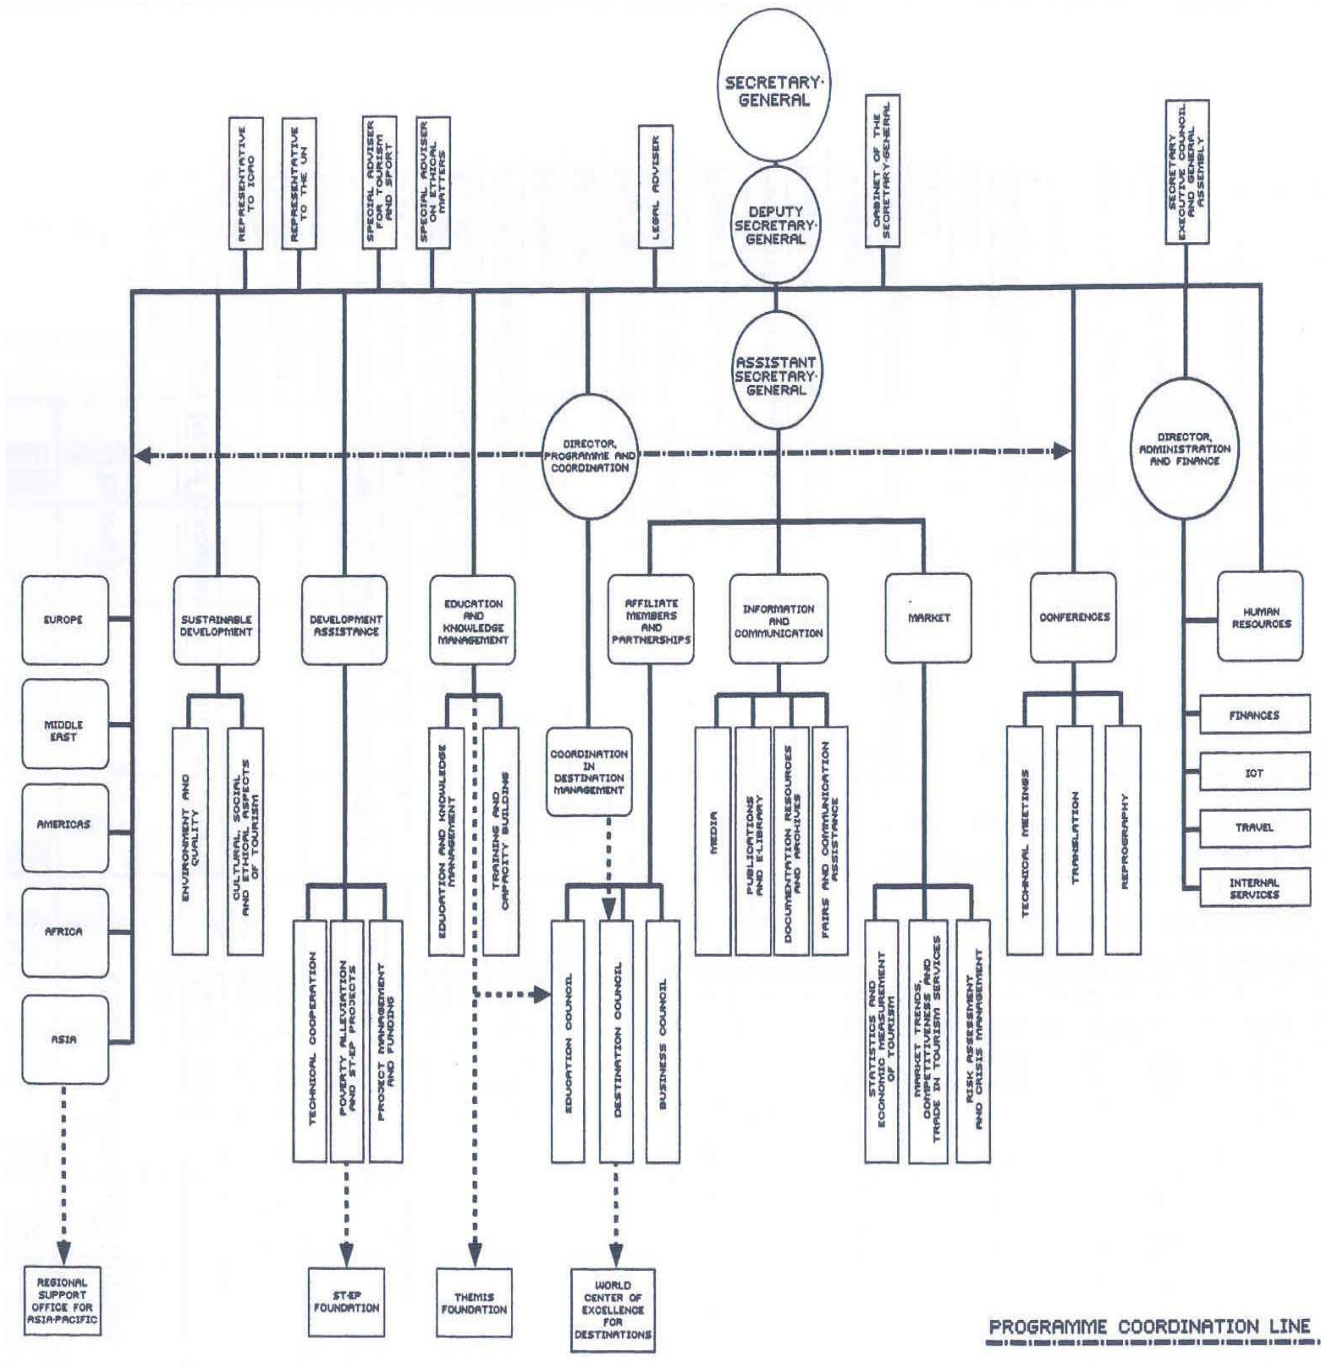 SECRETARY-
GENERAL
DEPUTY
SECRETARY-
GENERAL
REPRESENTATIVE
TO ICAO
REPRESENTATIVE
TO THE UN
SPECIAL ADVISER
FOR TOURISM
AND SPORT
SPECIAL ADVISER
ON ETHICAL
MATTERS
LEGAL ADVISER
CABINET OF THE
SECRETARY-GENERAL
SECRETARY
EXECUTIVE COUNCIL
AND GENERAL
ASSEMBLY
ASSISTANT
SECRETARY-
GENERAL
DIRECTOR,
PROGRAMME AND
COORDINATION
DIRECTOR,
ADMINISTRATION
AND FINANCE
EUROPE
MIDDLE
EAST
AMERICAS
AFRICA
ASIA
SUSTAINABLE
DEVELOPMENT
DEVELOPMENT
ASSISTANCE
EDUCATION
AND
KNOWLEDGE
MANAGEMENT
AFFILIATE
MEMBERS
AND
PARTNERSHIPS
INFORMATION
AND
COMMUNICATION
MARKET
CONFERENCES
HUMAN
RESOURCES
ENVIRONMENT AND
QUALITY
CULTURAL, SOCIAL
AND ETHICAL ASPECTS
OF TOURISM
TECHNICAL COOPERATION
POVERTY ALLEVIATION
AND ST-EP PROJECTS
PROJECT MANAGEMENT
AND FUNDING
EDUCATION AND KNOWLEDGE
MANAGEMENT
TRAINING AND
CAPACITY BUILDING
COORDINATION
IN
DESTINATION
MANAGEMENT
EDUCATION COUNCIL
DESTINATION COUNCIL
BUSINESS COUNCIL
MEDIA
PUBLICATIONS
AND E-LIBRARY
DOCUMENTATION RESOURCES
AND ARCHIVES
FAIRS AND COMMUNICATION
ASSISTANCE
STATISTICS AND
ECONOMIC MEASUREMENT
OF TOURISM
MARKET TRENDS,
COMPETITIVENESS AND
TRADE IN TOURISM SERVICES
RISK ASSESSMENT
AND CRISIS MANAGEMENT
TECHNICAL MEETINGS
TRANSLATION
REPROGRAPHY
FINANCES
ICT
TRAVEL
INTERNAL
SERVICES
REGIONAL
SUPPORT
OFFICE FOR
ASIA-PACIFIC
ST-EP
FOUNDATION
THEMIS
FOUNDATION
WORLD
CENTER OF
EXCELLENCE
FOR
DESTINATIONS
PROGRAMME COORDINATION LINE